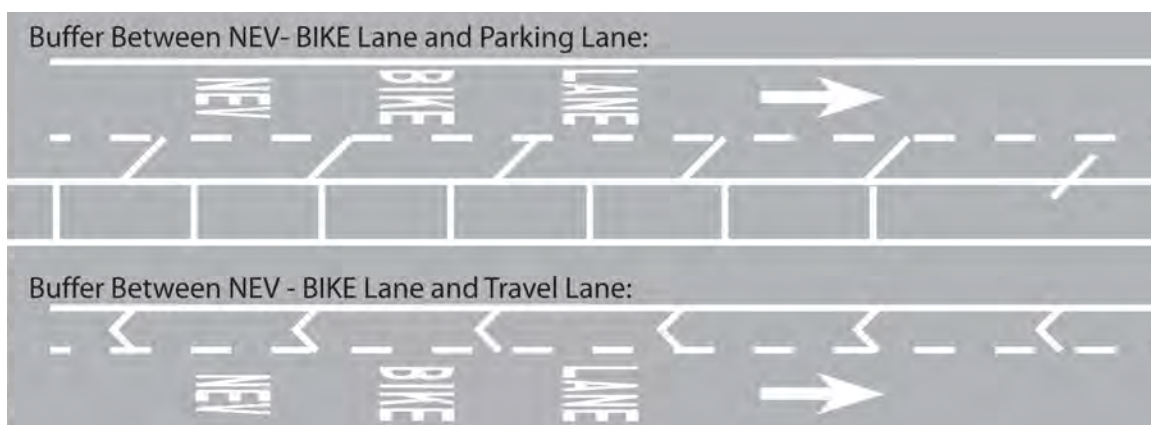 Buffer Between NEV- BIKE Lane and Parking Lane:
NEV BIKE LANE
Buffer Between NEV - BIKE Lane and Travel Lane:
NEV BIKE LANE